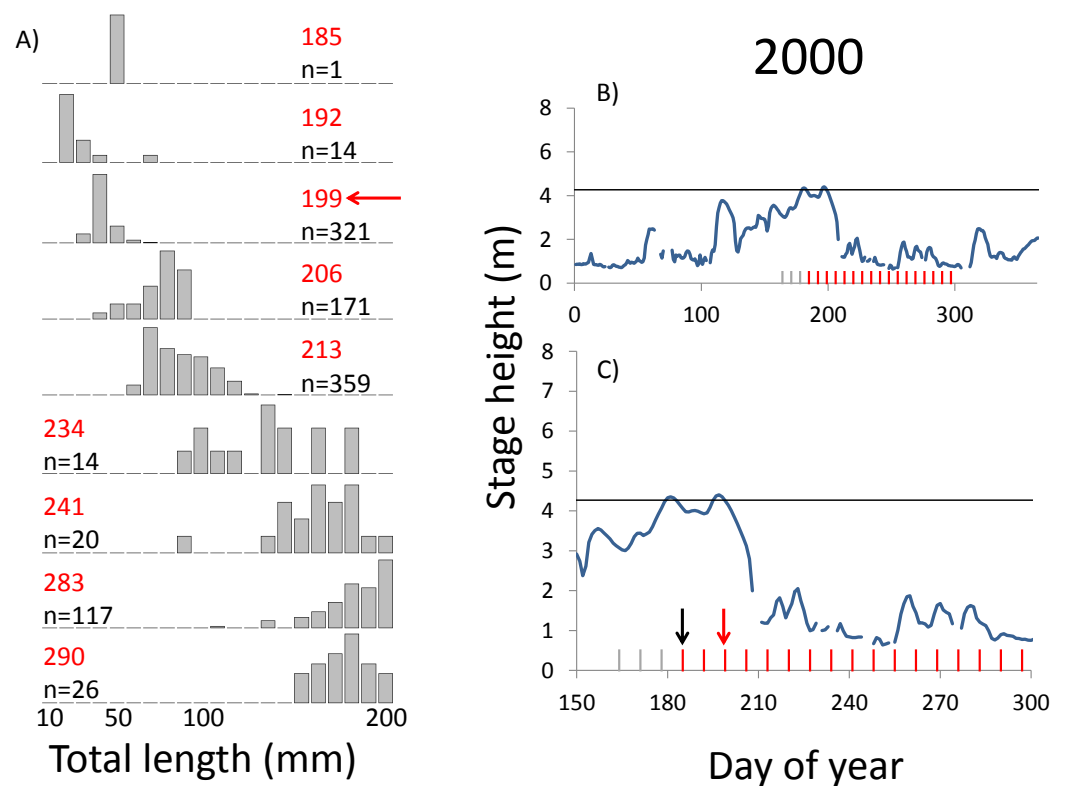 A)
185
n=1
192
n=14
199
n=321
206
n=171
213
n=359
234
n=14
241
n=20
283
n=117
290
n=26
10 50 100 200
Total length (mm)
2000
Stage height (m)
B)
8
6
4
2
0
0 100 200 300
C)
8
7
6
5
4
3
2
1
0
150 180 210 240 270 300
Day of year